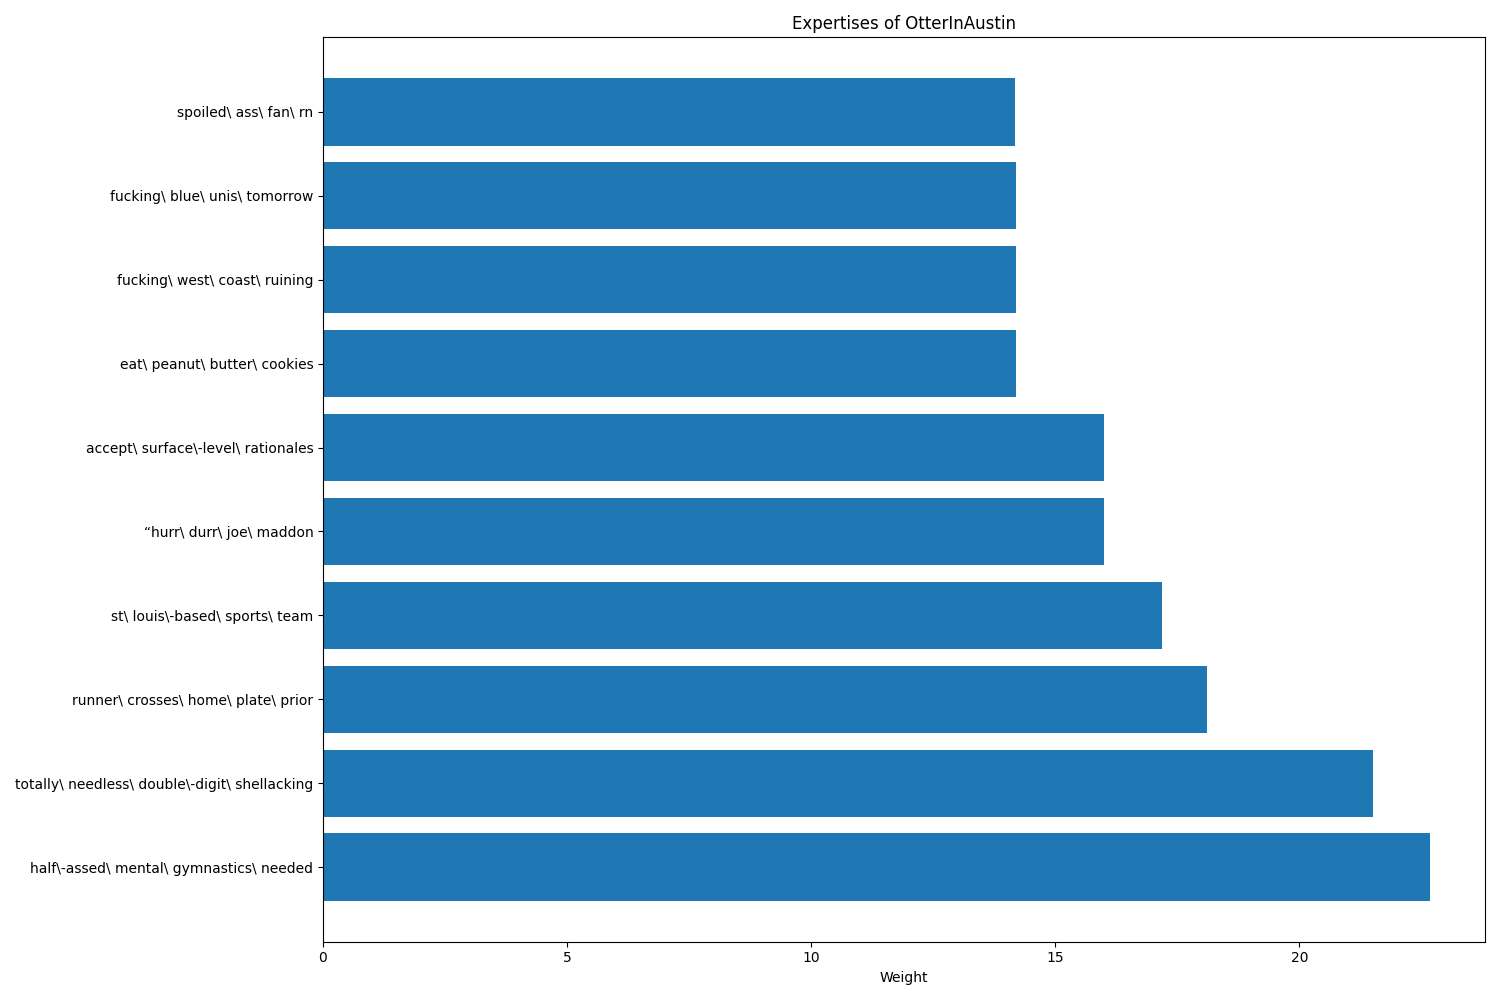 Expertises of OtterInAustin
spoiled\ ass\ fan\ rn
fucking\ blue\ unis\ tomorrow
fucking\ west\ coast\ ruining
eat\ peanut\ butter\ cookies
accept\ surface\-level\ rationales
“hurr\ durr\ joe\ maddon
st\ louis\-based\ sports\ team
runner\ crosses\ home\ plate\ prior
totally\ needless\ double\-digit\ shellacking
half\-assed\ mental\ gymnastics\ needed
0 5 10 15 20
Weight